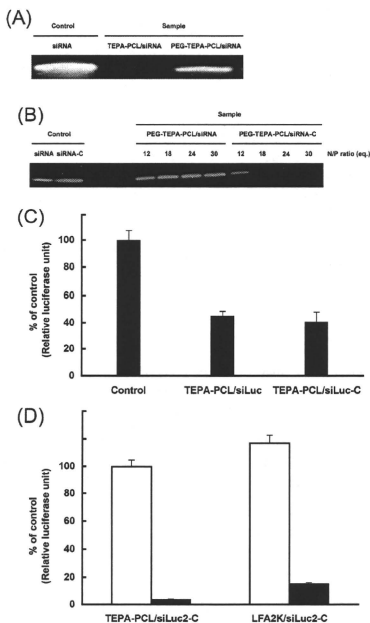 (A)
Control
Sample
siRNA
TEPA-PCL/siRNA
PEG-TEPA-PCL/siRNA
(B)
Sample
Control
PEG-TEPA-PCL/siRNA
PEG-TEPA-PCL/siRNA-C
siRNA siRNA-C
12 18 24 30 12 18 24 30 N/P ratio (eq.)
(C)
% of control
(Relative luciferase unit)
100
80
60
40
20
0
Control
TEPA-PCL/siLuc
TEPA-PCL/siLuc-C
(D)
% of control
(Relative luciferase unit)
100
80
60
40
20
0
TEPA-PCL/siLuc2-C
LFA2K/siLuc2-C